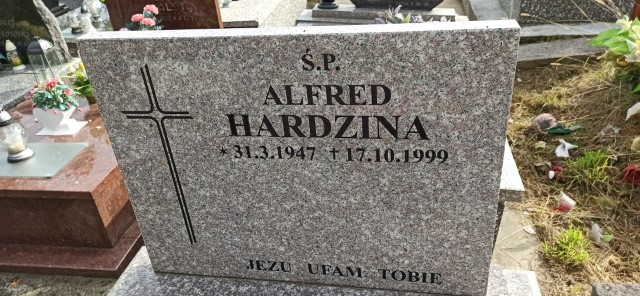 Ś.P.
ALFRED
HARDZINA
* 31.3.1947 † 17.10.1999
JEZU UFAM TOBIE